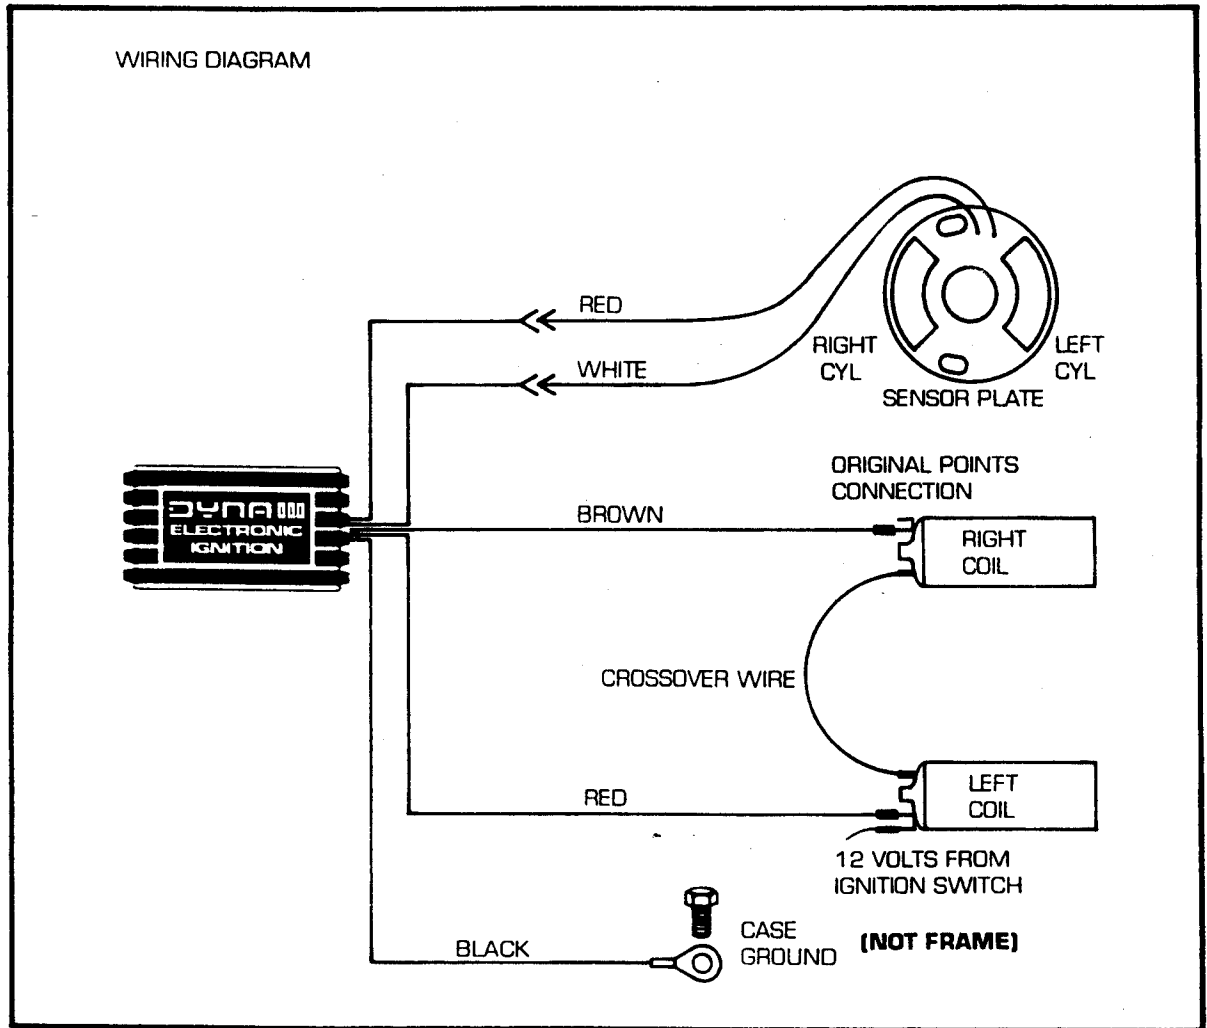 WIRING DIAGRAM
RED
RIGHT
CYL
LEFT
CYL
WHITE
SENSOR PLATE
ORIGINAL POINTS
CONNECTION
BROWN
DYNA III
ELECTRONIC
IGNITION
RIGHT
COIL
CROSSOVER WIRE
LEFT
COIL
RED
12 VOLTS FROM
IGNITION SWITCH
CASE
GROUND
(NOT FRAME)
BLACK